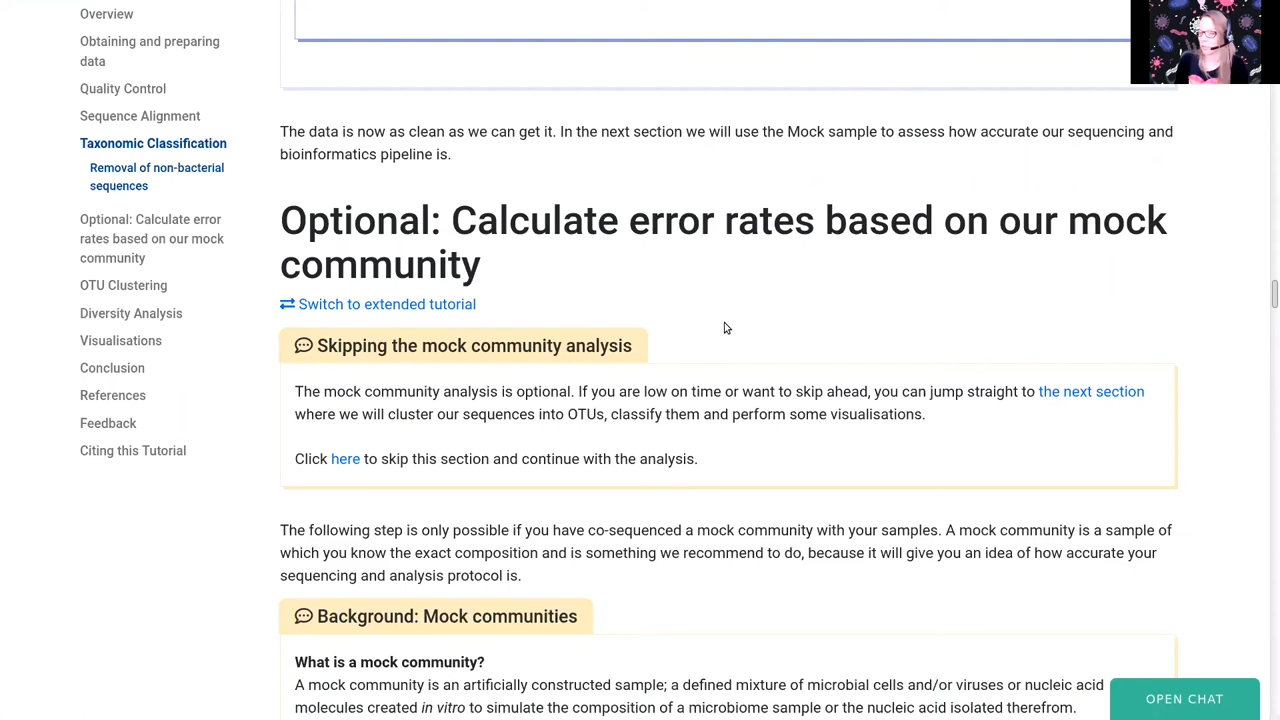 Overview
Obtaining and preparing
data
Quality Control
Sequence Alignment
Taxonomic Classification
Removal of non-bacterial
sequences
Optional: Calculate error
rates based on our mock
community
OTU Clustering
Diversity Analysis
Visualisations
Conclusion
References
Feedback
Citing this Tutorial
The data is now as clean as we can get it. In the next section we will use the Mock sample to assess how accurate our sequencing and
bioinformatics pipeline is.
Optional: Calculate error rates based on our mock
community
Switch to extended tutorial
Skipping the mock community analysis
The mock community analysis is optional. If you are low on time or want to skip ahead, you can jump straight to the next section
where we will cluster our sequences into OTUs, classify them and perform some visualisations.
Click here to skip this section and continue with the analysis.
The following step is only possible if you have co-sequenced a mock community with your samples. A mock community is a sample of
which you know the exact composition and is something we recommend to do, because it will give you an idea of how accurate your
sequencing and analysis protocol is.
Background: Mock communities
What is a mock community?
A mock community is an artificially constructed sample; a defined mixture of microbial cells and/or viruses or nucleic acid
molecules created in vitro to simulate the composition of a microbiome sample or the nucleic acid isolated therefrom.
OPEN CHAT